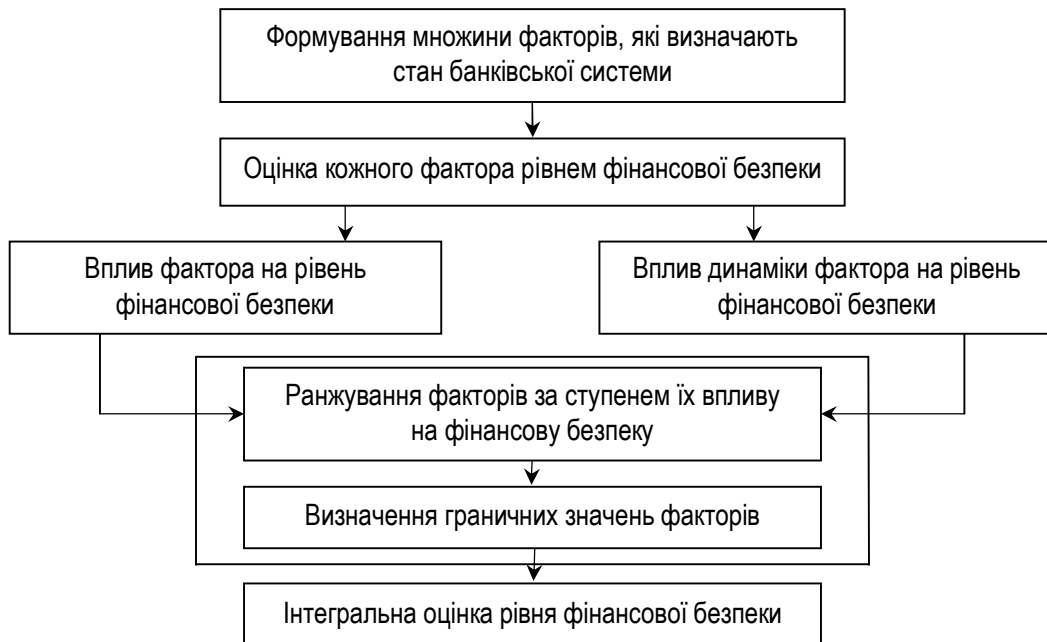 Формування множини факторів, які визначають
стан банківської системи
Оцінка кожного фактора рівнем фінансової безпеки
Вплив фактора на рівень
фінансової безпеки
Вплив динаміки фактора на рівень
фінансової безпеки
Ранжування факторів за ступенем їх впливу
на фінансову безпеку
Визначення граничних значень факторів
Інтегральна оцінка рівня фінансової безпеки